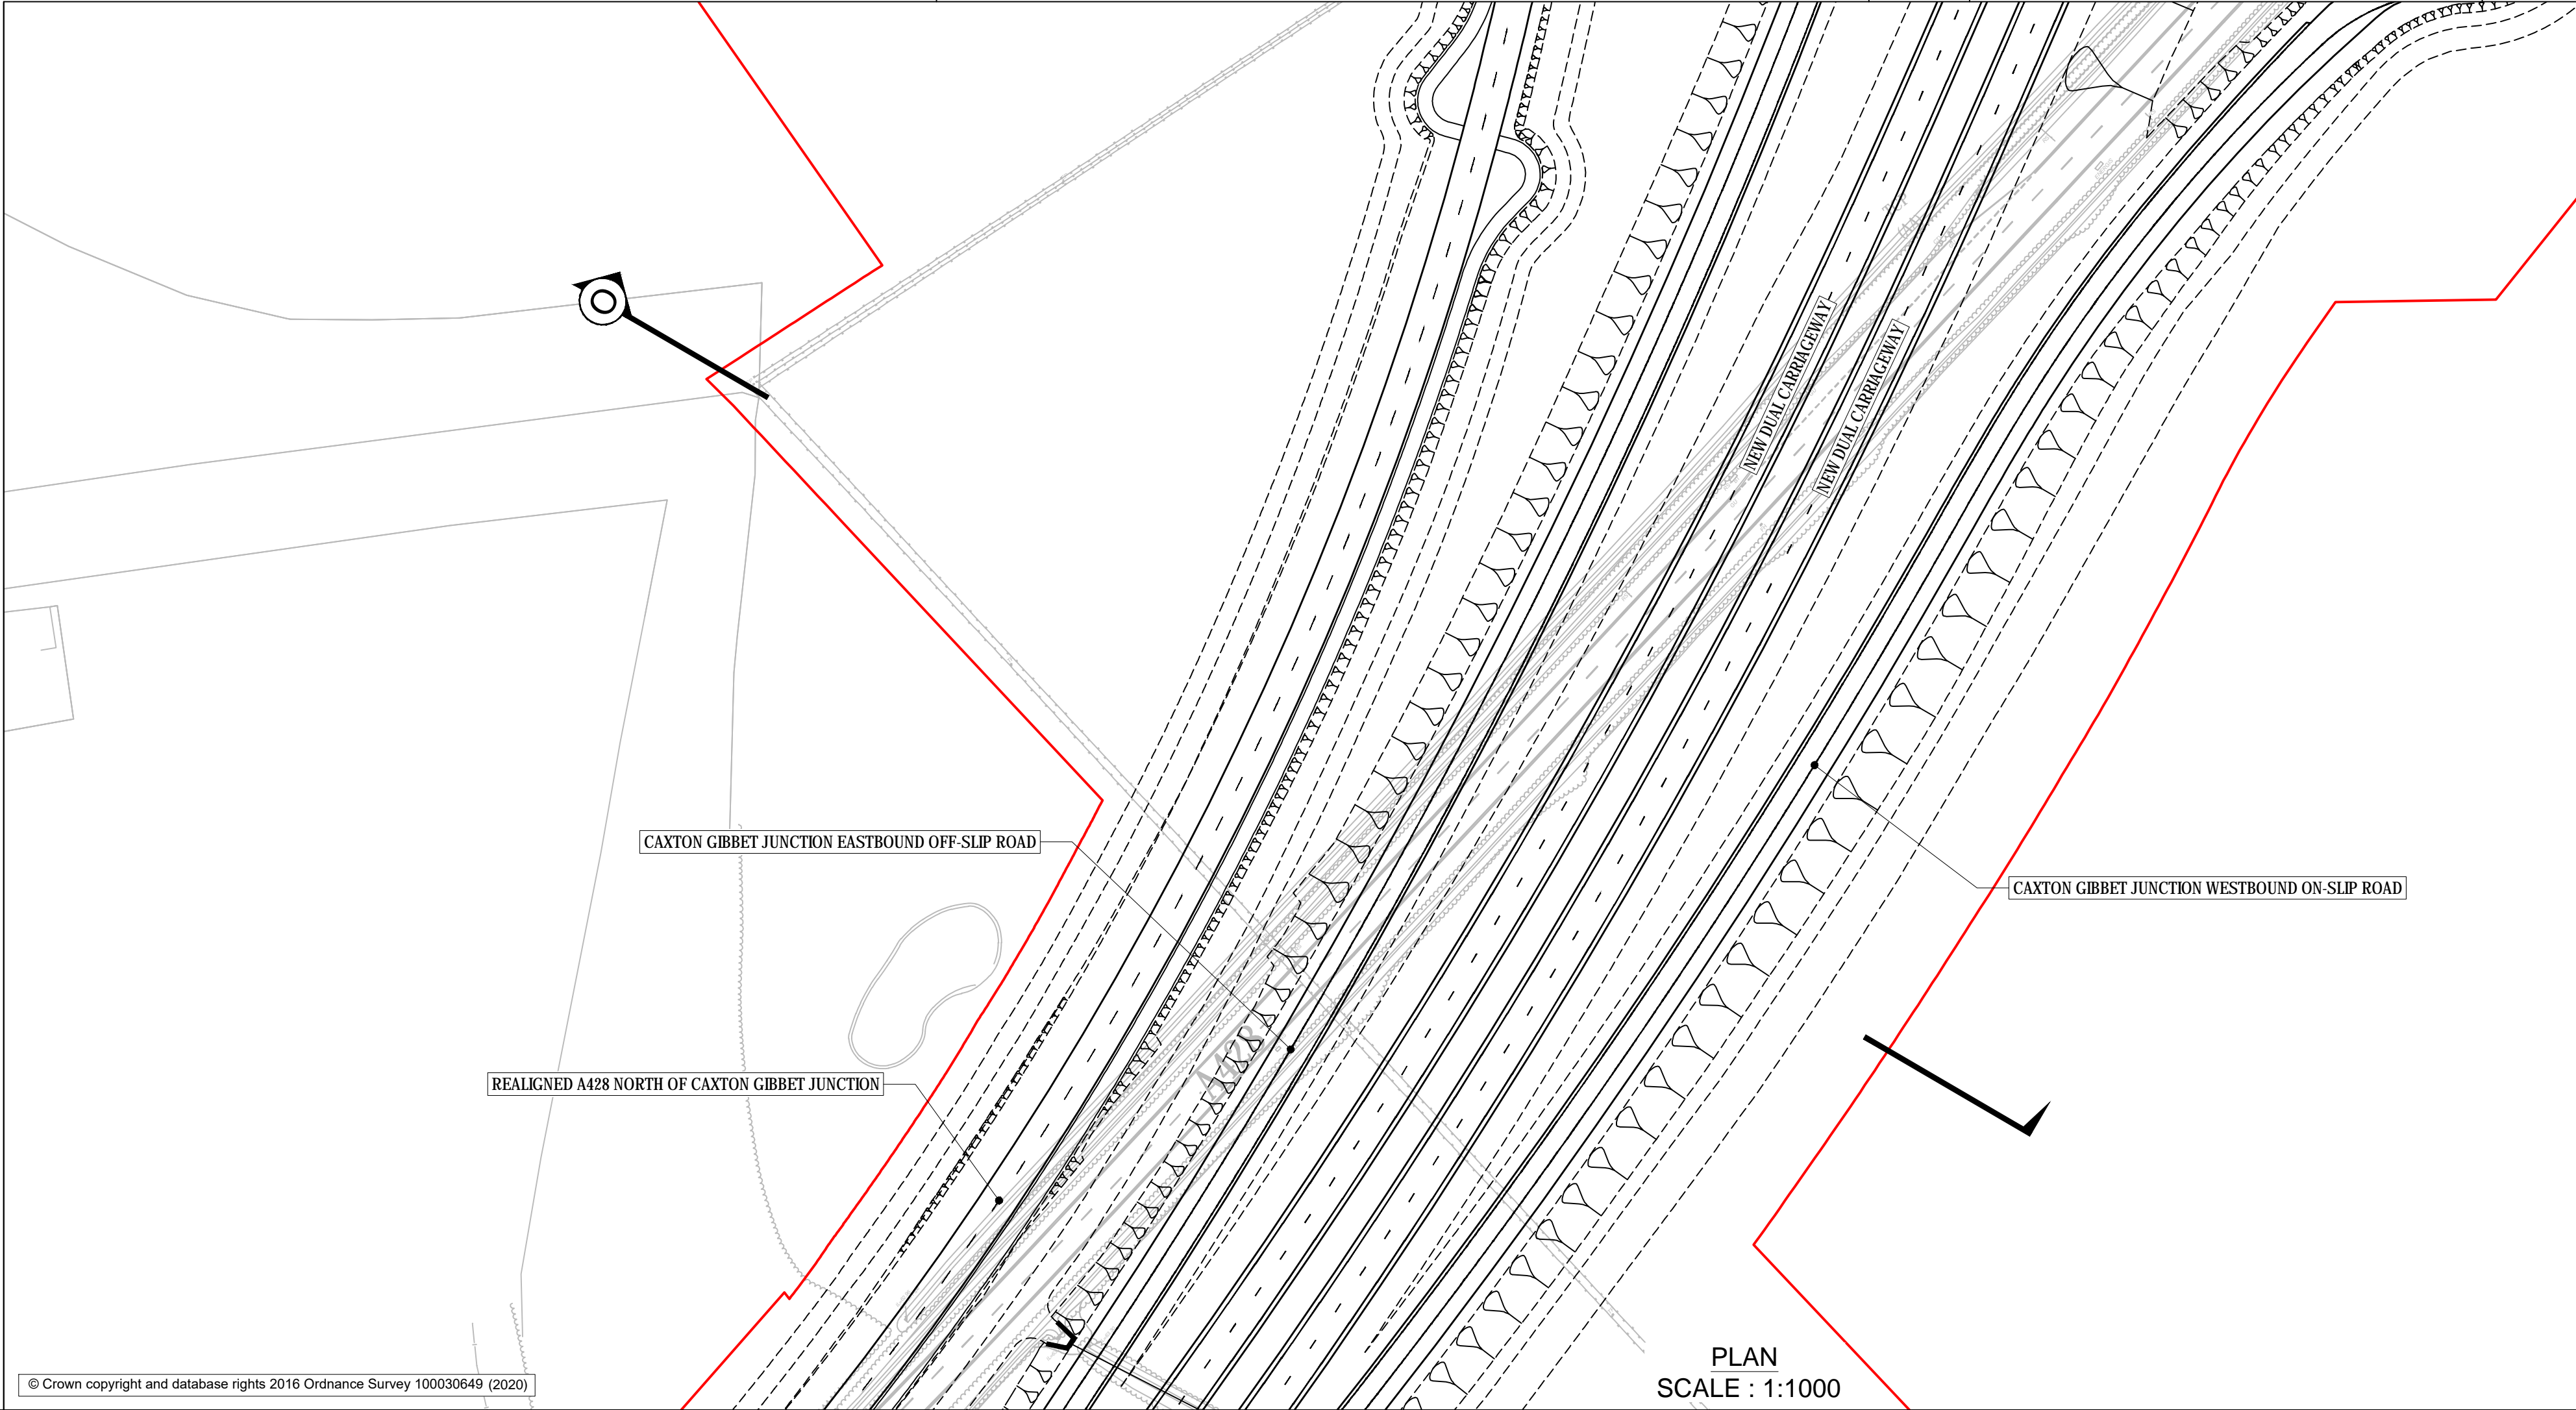 NEW DUAL CARRIAGEWAY
NEW DUAL CARRIAGEWAY
CAXTON GIBBET JUNCTION EASTBOUND OFF-SLIP ROAD
CAXTON GIBBET JUNCTION WESTBOUND ON-SLIP ROAD
A428
REALIGNED A428 NORTH OF CAXTON GIBBET JUNCTION
PLAN
SCALE : 1:1000
© Crown copyright and database rights 2016 Ordnance Survey 100030649 (2020)